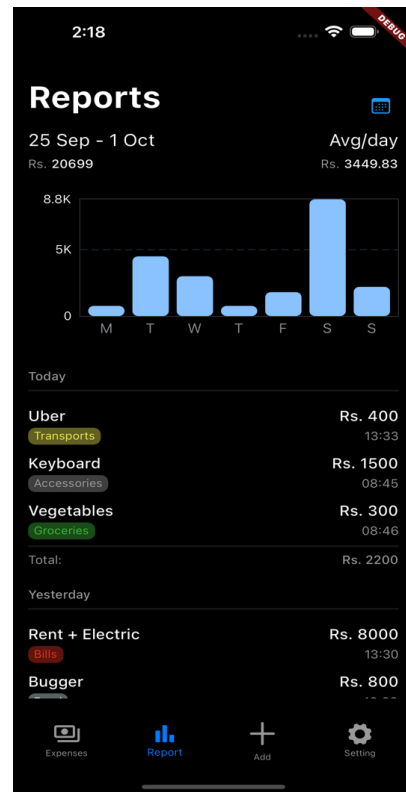 2:18
DEBUG
Reports
25 Sep - 1 Oct
Avg/day
Rs. 20699
Rs. 3449.83
8.8K
5K
0
M T W T F S S
Today
Uber
Rs. 400
Transports
13:33
Keyboard
Rs. 1500
Accessories
08:45
Vegetables
Rs. 300
Groceries
08:46
Total:
Rs. 2200
Yesterday
Rent + Electric
Rs. 8000
Bills
13:30
Bugger
Rs. 800
Expenses
Report
Add
Setting